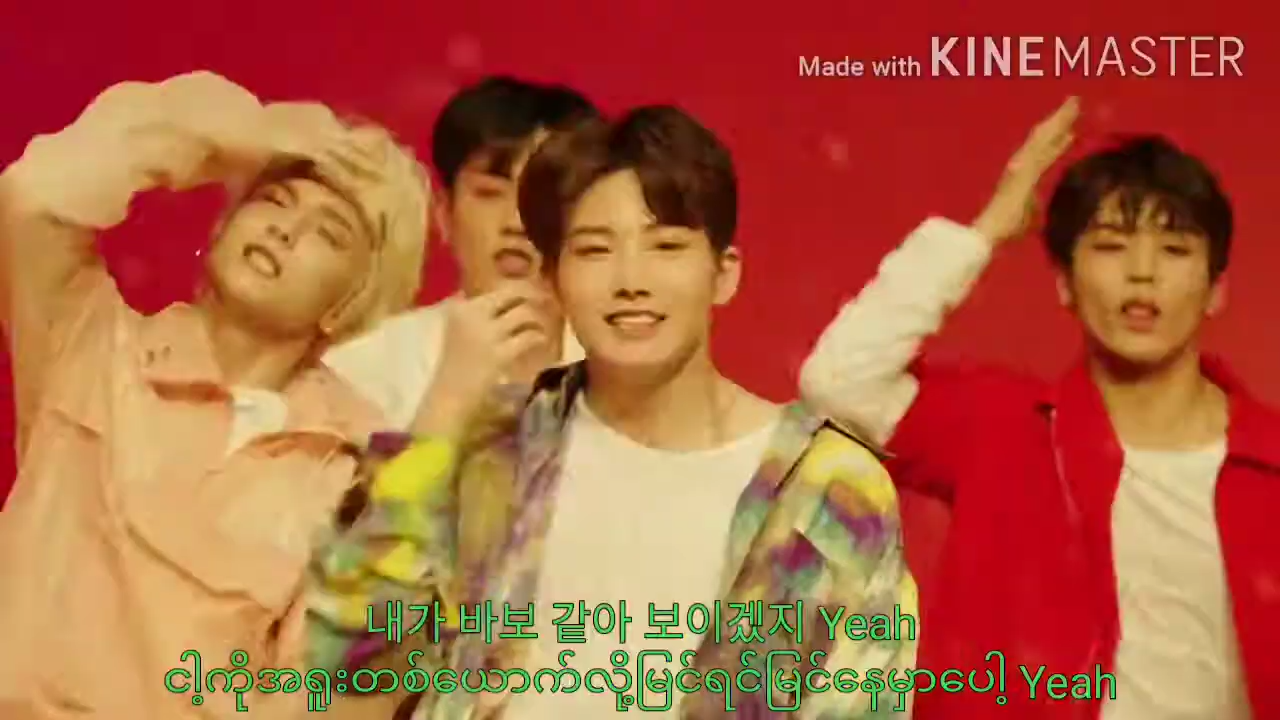 Made with KINEMASTER
내가 바보 같아 보이겠지 Yeah
ငါ့ကိုအရူးတစ်ယောက်လို့မြင်ရင်မြင်နေမှာပေါ့ Yeah